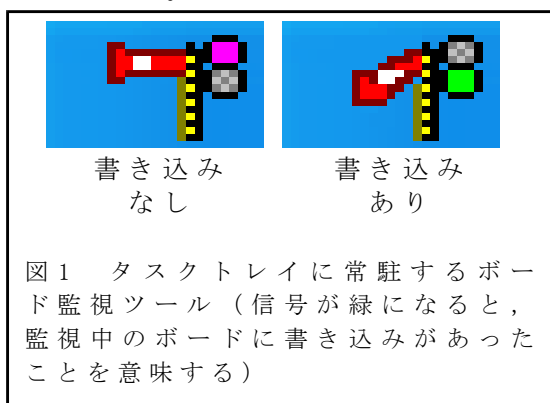 書き込み
なし
書き込み
あり
図1 タスクトレイに常駐するボー
ド監視ツール（信号が緑になると，
監視中のボードに書き込みがあった
ことを意味する）